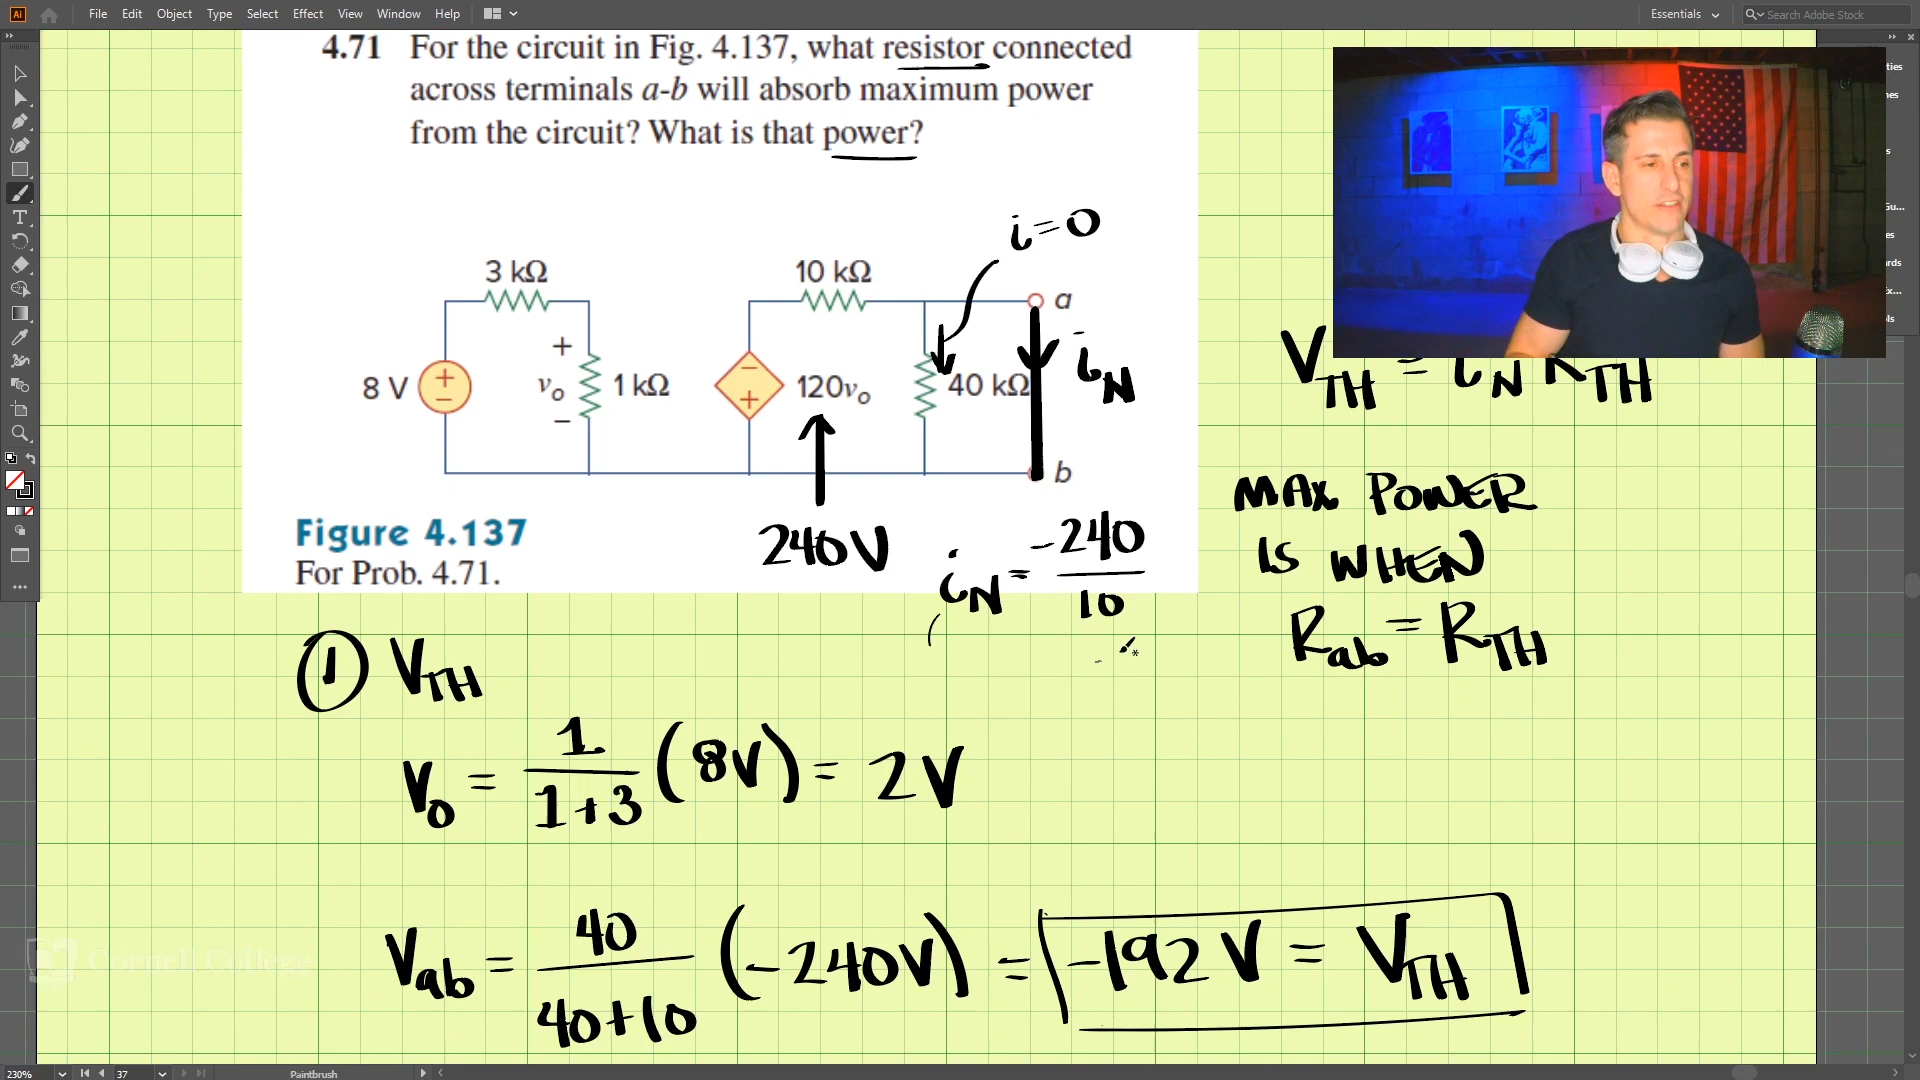 File Edit Object Type Select Effect View Window Help
Essentials
Search Adobe Stock
4.71 For the circuit in Fig. 4.137, what resistor connected
across terminals a-b will absorb maximum power
from the circuit? What is that power?
i=0
3 kΩ
10 kΩ
a
+
8 V
+
−
vo
1 kΩ
−
−
+
120vo
40 kΩ
iN
b
240V
iN = -240
10
Figure 4.137
For Prob. 4.71.
VTH = iN RTH
MAX POWER
IS WHEN
Rab = RTH
① VTH
Vo = 1 / 1+3 (8V) = 2V
Vab = 40 / 40+10 (-240V) = -192V = VTH
Cornell College
230%
37
Paintbrush